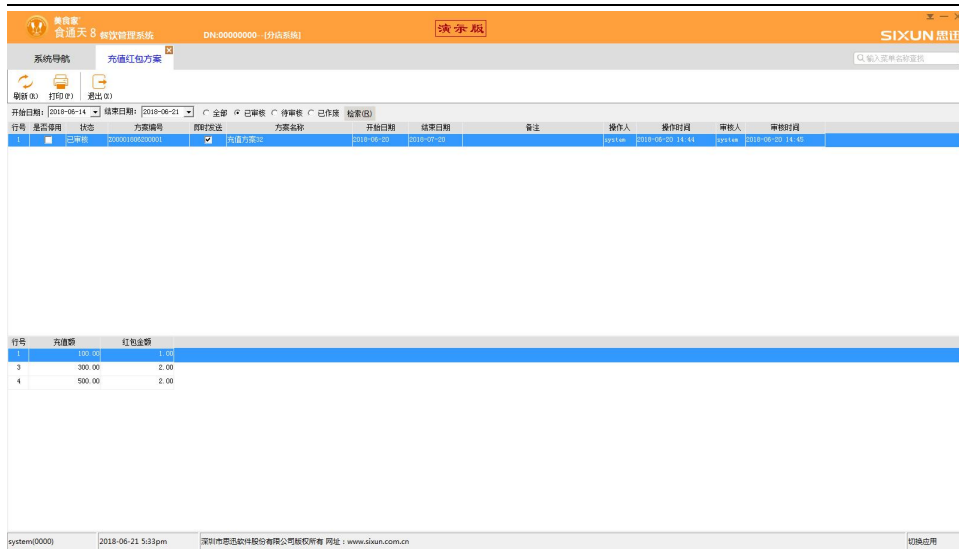 美食家
食通天 8 餐饮管理系统 DN:00000000--[分店系统] 演示版
SIXUN 思迅
系统导航 充值红包方案 输入菜单名称查找
刷新(R) 打印(P) 退出(X)
开始日期: 2018-06-14 结束日期: 2018-06-21 全部 已审核 待审核 已作废 检索(B)
行号 是否停用 状态 方案编号 即时发送 方案名称 开始日期 结束日期 备注 操作人 操作时间 审核人 审核时间
1 已审核 充值方案32 2018-06-20 2018-07-20 system 2018-06-20 14:44 system 2018-06-20 14:45
行号 充值额 红包金额
1 100.00 1.00
3 300.00 2.00
4 500.00 2.00
system(0000) 2018-06-21 5:33pm 深圳市思迅软件股份有限公司版权所有 网址:www.sixun.com.cn 切换应用